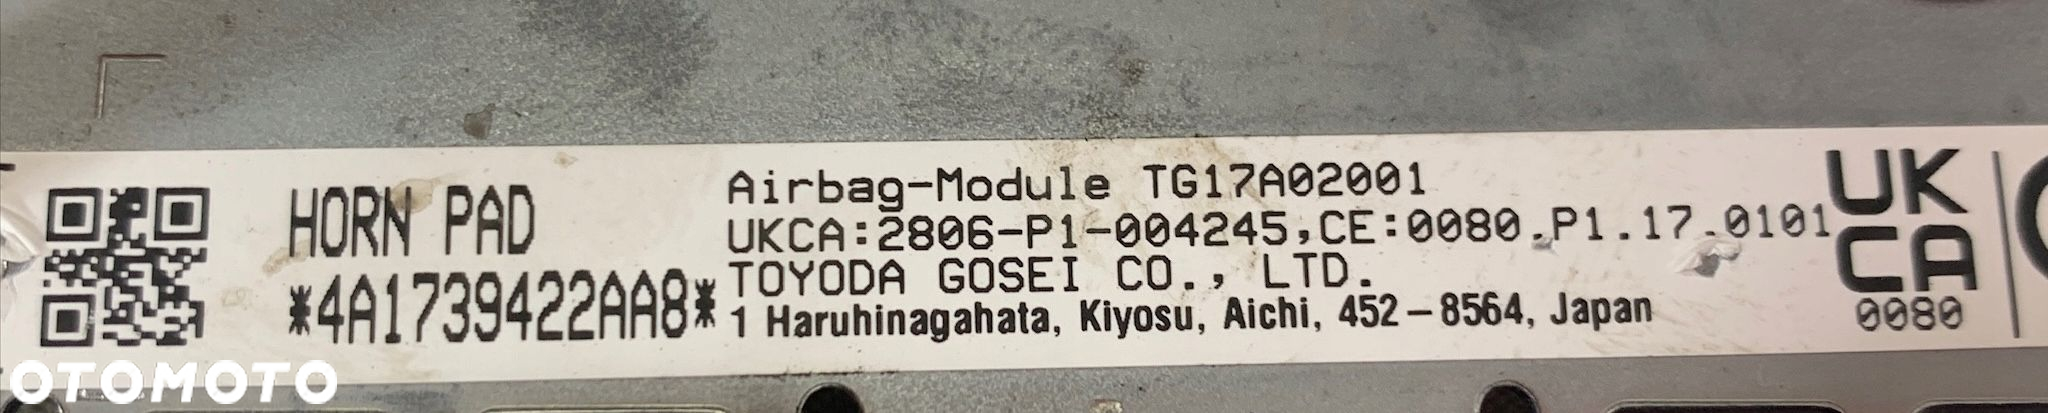 HORN PAD
*4A1739422AA8*
Airbag-Module TG17A02001
UKCA:2806-P1-004245,CE:0080.P1.17.0101
TOYODA GOSEI CO., LTD.
1 Haruhinagahata, Kiyosu, Aichi, 452-8564, Japan
UK
CA
0080
OTOMOTO